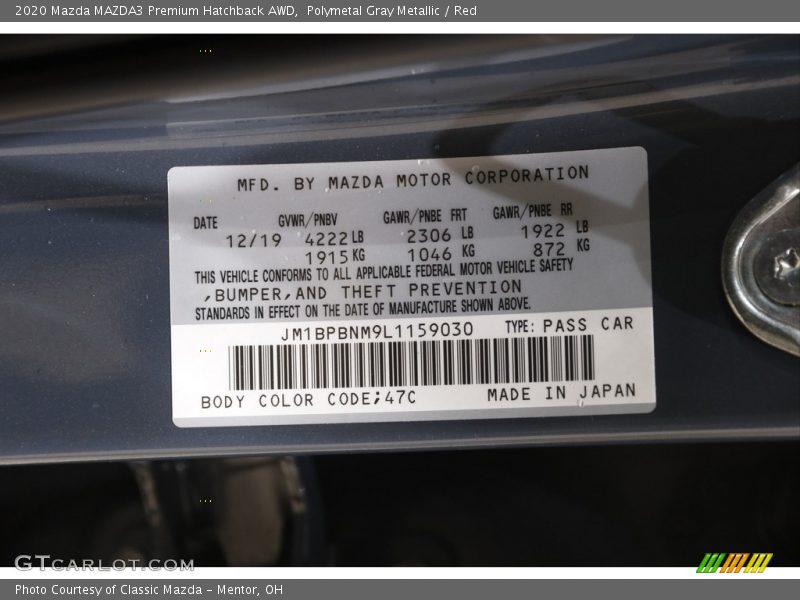 2020 Mazda MAZDA3 Premium Hatchback AWD, Polymetal Gray Metallic / Red
MFD. BY MAZDA MOTOR CORPORATION
DATE GVWR/PNBV GAWR/PNBE FRT GAWR/PNBE RR
12/19 4222 LB 2306 LB 1922 LB
1915 KG 1046 KG 872 KG
THIS VEHICLE CONFORMS TO ALL APPLICABLE FEDERAL MOTOR VEHICLE SAFETY
,BUMPER,AND THEFT PREVENTION
STANDARDS IN EFFECT ON THE DATE OF MANUFACTURE SHOWN ABOVE.
JM1BPBNM9L1159030 TYPE: PASS CAR
BODY COLOR CODE;47C MADE IN JAPAN
GTCARLOT.COM
Photo Courtesy of Classic Mazda - Mentor, OH